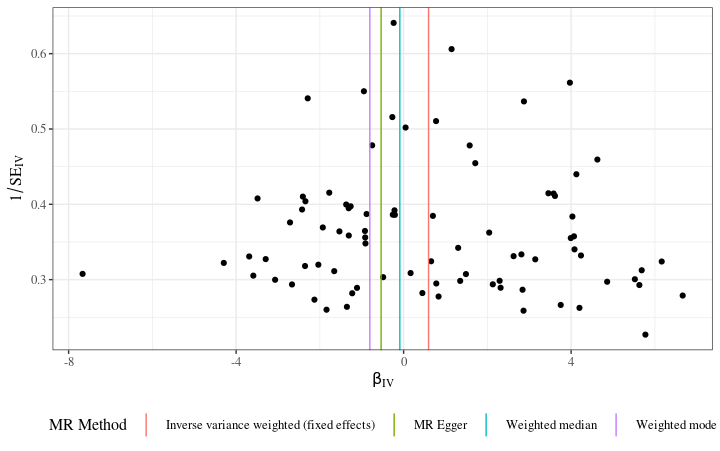 0.6
0.5
0.4
0.3
1/SE_IV
-8
-4
0
4
β_IV
MR Method
Inverse variance weighted (fixed effects)
MR Egger
Weighted median
Weighted mode